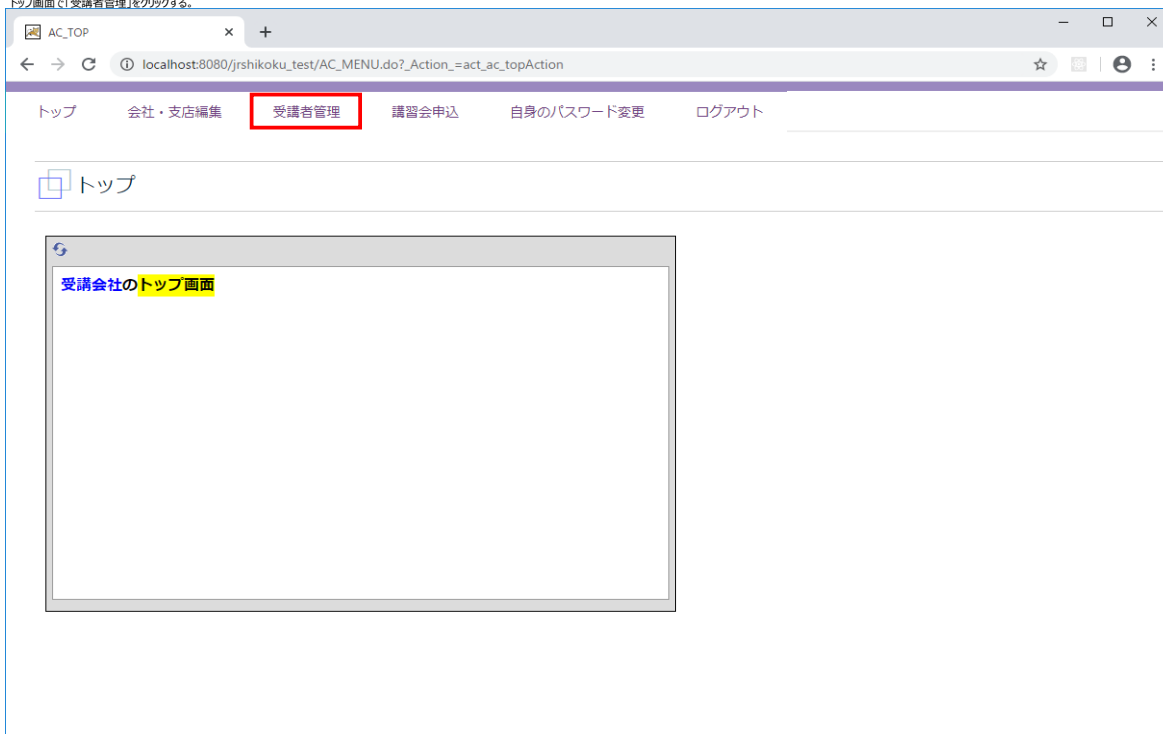 トップ画面で「受講者管理」をクリックする。
AC_TOP
localhost:8080/jrshikoku_test/AC_MENU.do?_Action_=act_ac_topAction
トップ 会社・支店編集 受講者管理 講習会申込 自身のパスワード変更 ログアウト
トップ
受講会社のトップ画面